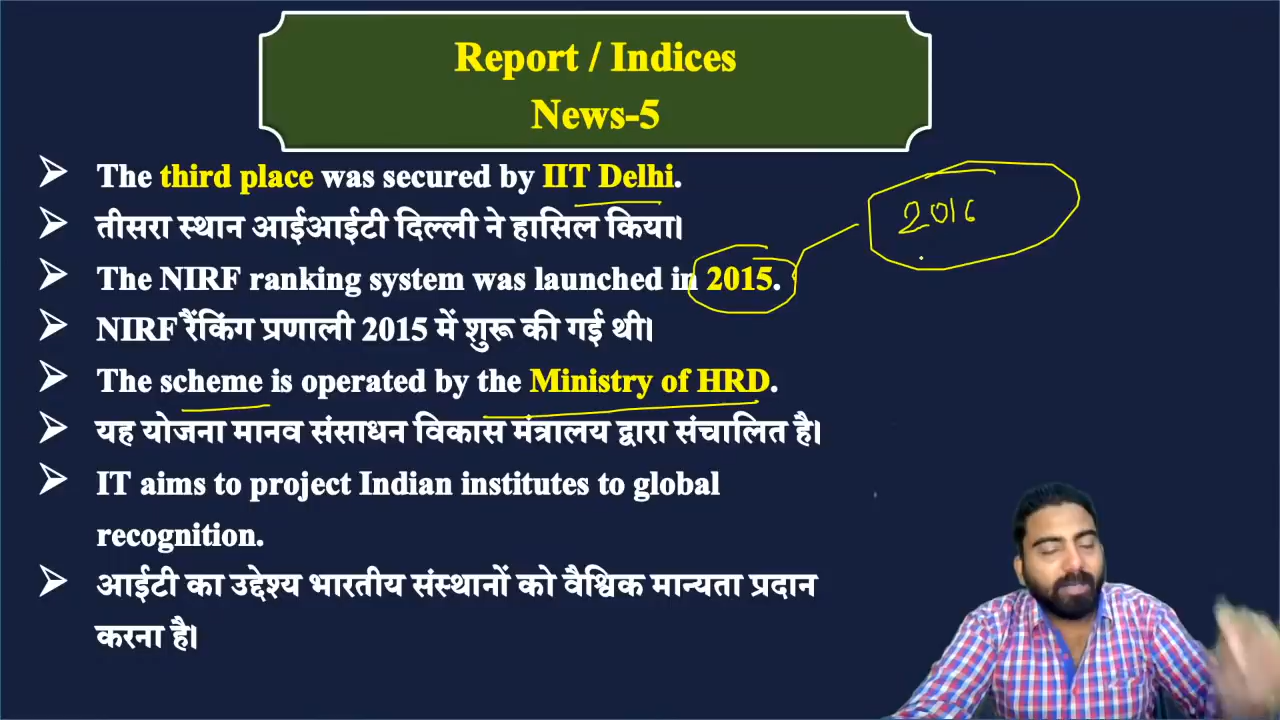 Report / Indices
News-5
The third place was secured by IIT Delhi.
तीसरा स्थान आईआईटी दिल्ली ने हासिल किया।
The NIRF ranking system was launched in 2015.
2016
NIRF रैंकिंग प्रणाली 2015 में शुरू की गई थी।
The scheme is operated by the Ministry of HRD.
यह योजना मानव संसाधन विकास मंत्रालय द्वारा संचालित है।
IT aims to project Indian institutes to global
recognition.
आईटी का उद्देश्य भारतीय संस्थानों को वैश्विक मान्यता प्रदान
करना है।